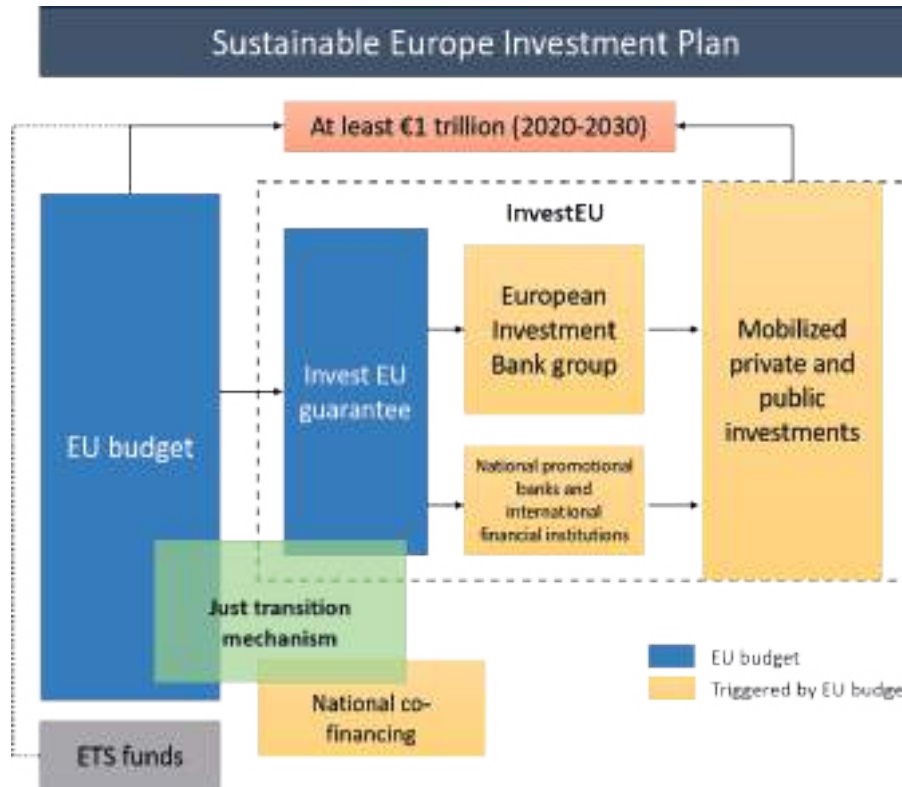 Sustainable Europe Investment Plan
At least €1 trillion (2020-2030)
InvestEU
European
Investment
Bank group
Invest EU
guarantee
Mobilized
private and
public
investments
EU budget
National promotional
banks and
international
financial institutions
Just transition
mechanism
EU budget
Triggered by EU budge
National co-
financing
ETS funds